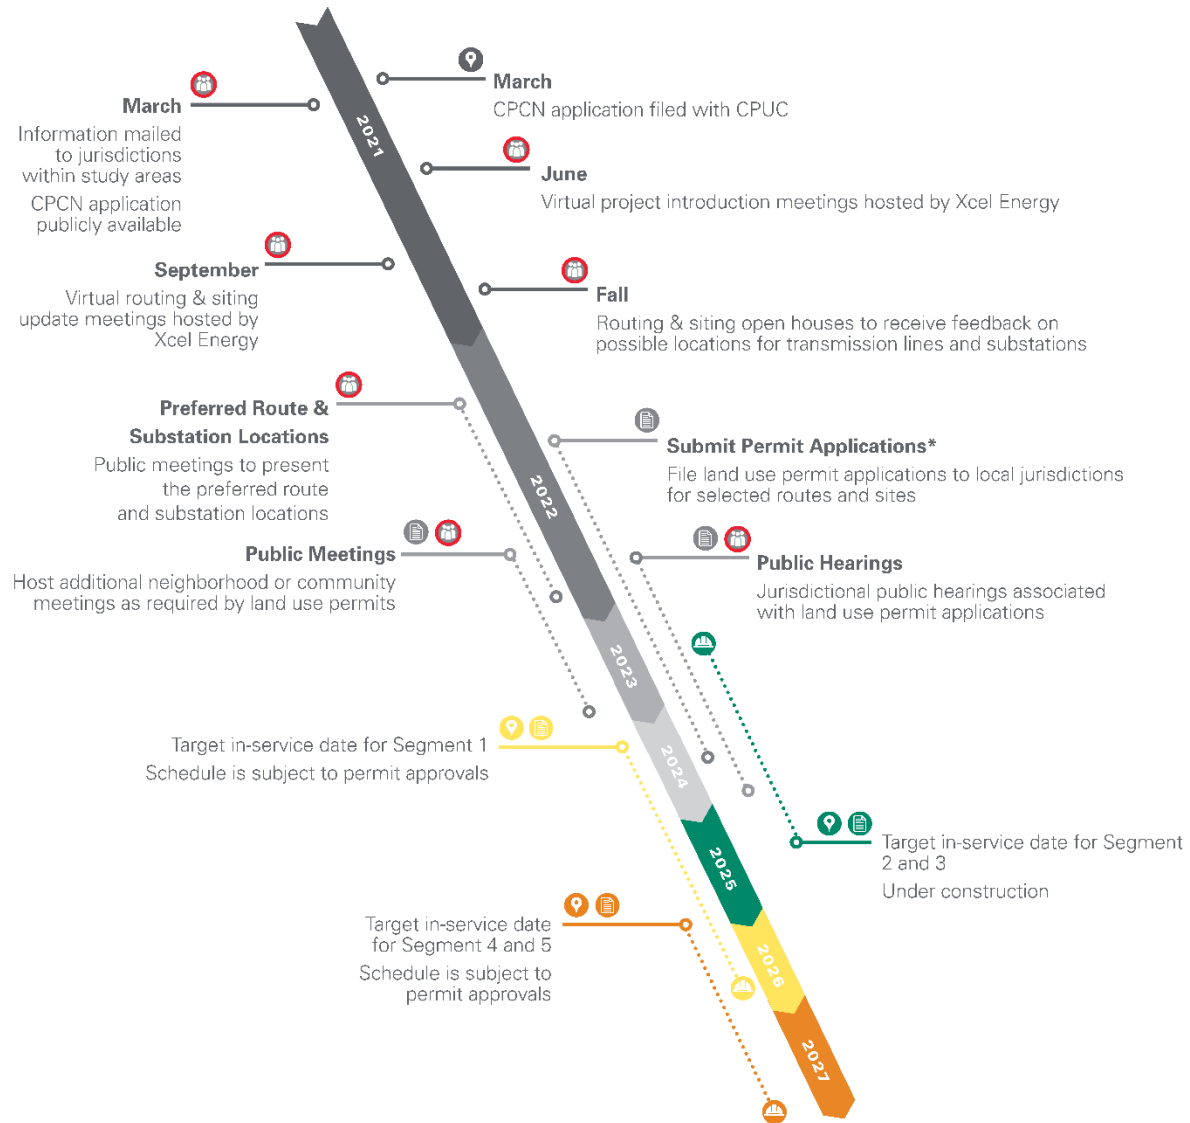 March
CPCN application filed with CPUC
March
Information mailed
to jurisdictions
within study areas
CPCN application
publicly available
2021
June
Virtual project introduction meetings hosted by Xcel Energy
September
Virtual routing & siting
update meetings hosted by
Xcel Energy
Fall
Routing & siting open houses to receive feedback on
possible locations for transmission lines and substations
Preferred Route &
Substation Locations
Public meetings to present
the preferred route
and substation locations
Submit Permit Applications*
File land use permit applications to local jurisdictions
for selected routes and sites
2022
Public Meetings
Host additional neighborhood or community
meetings as required by land use permits
Public Hearings
Jurisdictional public hearings associated
with land use permit applications
2023
Target in-service date for Segment 1
Schedule is subject to permit approvals
2024
Target in-service date for Segment
2 and 3
Under construction
2025
Target in-service date
for Segment 4 and 5
Schedule is subject to
permit approvals
2026
2027